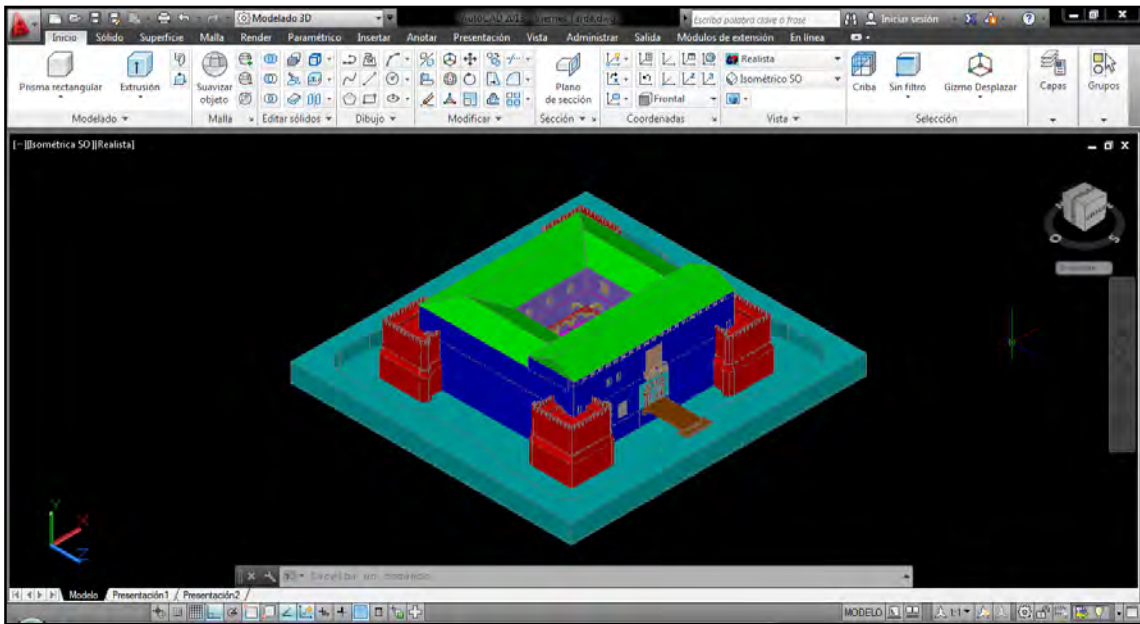 Modelado 3D
Escriba palabra clave o frase
Iniciar sesión
Inicio Sólido Superficie Malla Render Paramétrico Insertar Anotar Presentación Vista Administrar Salida Módulos de extensión En línea
Realista
Isométrico SO
Frontal
Prisma rectangular
Extrusión
Suavizar objeto
Plano de sección
Criba
Sin filtro
Gizmo Desplazar
Capas
Grupos
Modelado
Malla
Editar sólidos
Dibujo
Modificar
Sección
Coordenadas
Vista
Selección
[−][Isométrica SO][Realista]
Y
X
Z
Escriba un comando
Modelo Presentación1 Presentación2
MODELO
1:1